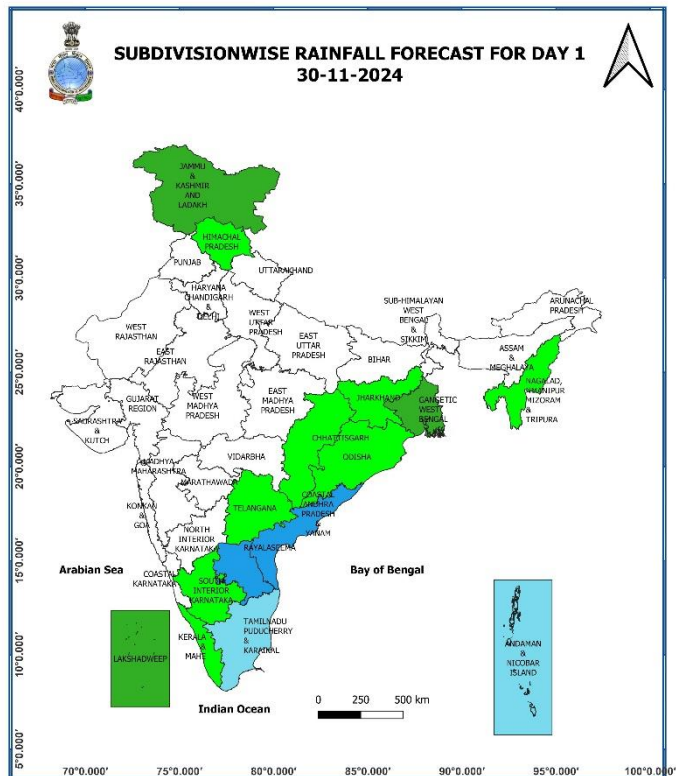 SUBDIVISIONWISE RAINFALL FORECAST FOR DAY 1
30-11-2024
40°0.000'
35°0.000'
30°0.000'
25°0.000'
20°0.000'
15°0.000'
10°0.000'
5°0.000'
JAMMU
&
KASHMIR
AND
LADAKH
HIMACHAL
PRADESH
PUNJAB
UTTARAKHAND
HARYANA
CHANDIGARH
&
DELHI
WEST
UTTAR
PRADESH
SUB-HIMALAYAN
WEST
BENGAL
&
SIKKIM
ARUNACHAL
PRADESH
WEST
RAJASTHAN
EAST
RAJASTHAN
EAST
UTTAR
PRADESH
BIHAR
ASSAM
&
MEGHALAYA
NAGALAD,
MANIPUR
MIZORAM
&
TRIPURA
SAURASHTRA
&
KUTCH
GUJARAT
REGION
WEST
MADHYA
PRADESH
EAST
MADHYA
PRADESH
JHARKHAND
GANGETIC
WEST
BENGAL
CHHATTISGARH
ODISHA
VIDARBHA
MADHYA
MAHARASHTRA
MARATHAWADA
KONKAN
&
GOA
TELANGANA
COASTAL
ANDHRA
PRADESH
&
YANAM
NORTH
INTERIOR
KARNATAKA
RAYALASEEMA
Arabian Sea
COASTAL
KARNATAKA
SOUTH
INTERIOR
KARNATAKA
Bay of Bengal
TAMILNADU
PUDUCHERRY
&
KARAIKAL
KERALA
&
MAHE
LAKSHADWEEP
ANDAMAN
&
NICOBAR
ISLAND
Indian Ocean
0 250 500 km
70°0.000' 75°0.000' 80°0.000' 85°0.000' 90°0.000' 95°0.000' 100°0.000'